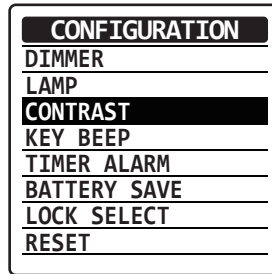 CONFIGURATION
DIMMER
LAMP
CONTRAST
KEY BEEP
TIMER ALARM
BATTERY SAVE
LOCK SELECT
RESET